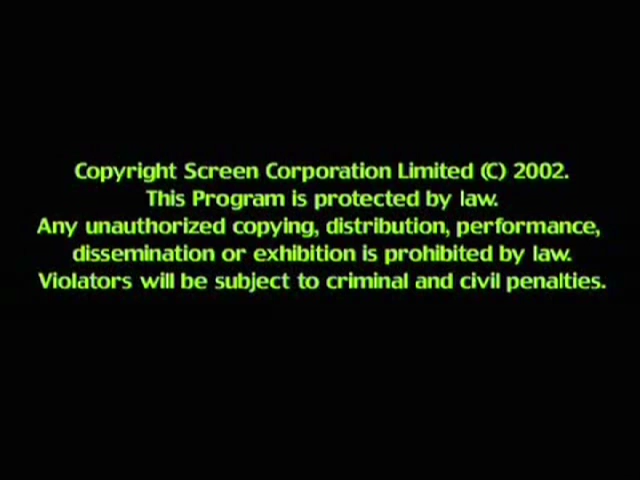 Copyright Screen Corporation Limited (C) 2002.
This Program is protected by law.
Any unauthorized copying, distribution, performance,
dissemination or exhibition is prohibited by law.
Violators will be subject to criminal and civil penalties.